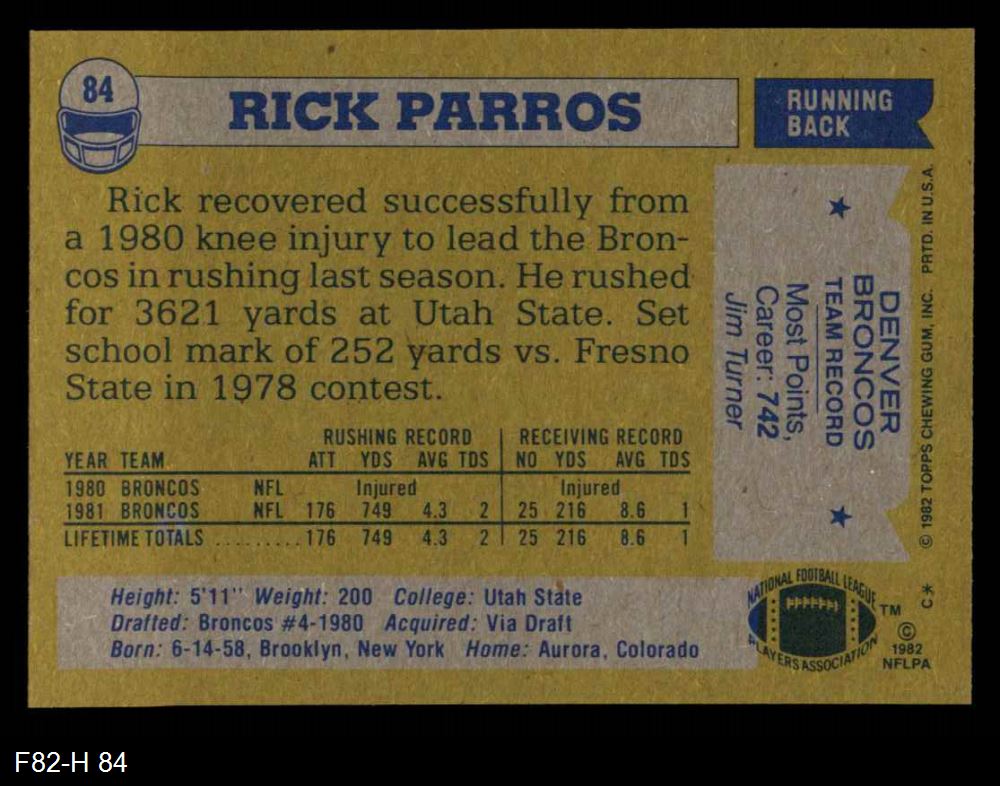 84
RICK PARROS
RUNNING
BACK
Rick recovered successfully from
a 1980 knee injury to lead the Bron-
cos in rushing last season. He rushed
for 3621 yards at Utah State. Set
school mark of 252 yards vs. Fresno
State in 1978 contest.
DENVER
BRONCOS
TEAM RECORD
Most Points,
Career: 742
Jim Turner
© 1982 TOPPS CHEWING GUM, INC. PRTD. IN U.S.A.
RUSHING RECORD RECEIVING RECORD
YEAR TEAM ATT YDS AVG TDS NO YDS AVG TDS
1980 BRONCOS NFL Injured Injured
1981 BRONCOS NFL 176 749 4.3 2 25 216 8.6 1
LIFETIME TOTALS ......... 176 749 4.3 2 25 216 8.6 1
Height: 5'11" Weight: 200 College: Utah State
Drafted: Broncos #4-1980 Acquired: Via Draft
Born: 6-14-58, Brooklyn, New York Home: Aurora, Colorado
NATIONAL FOOTBALL LEAGUE
PLAYERS ASSOCIATION
TM
C*
©
1982
NFLPA
F82-H 84